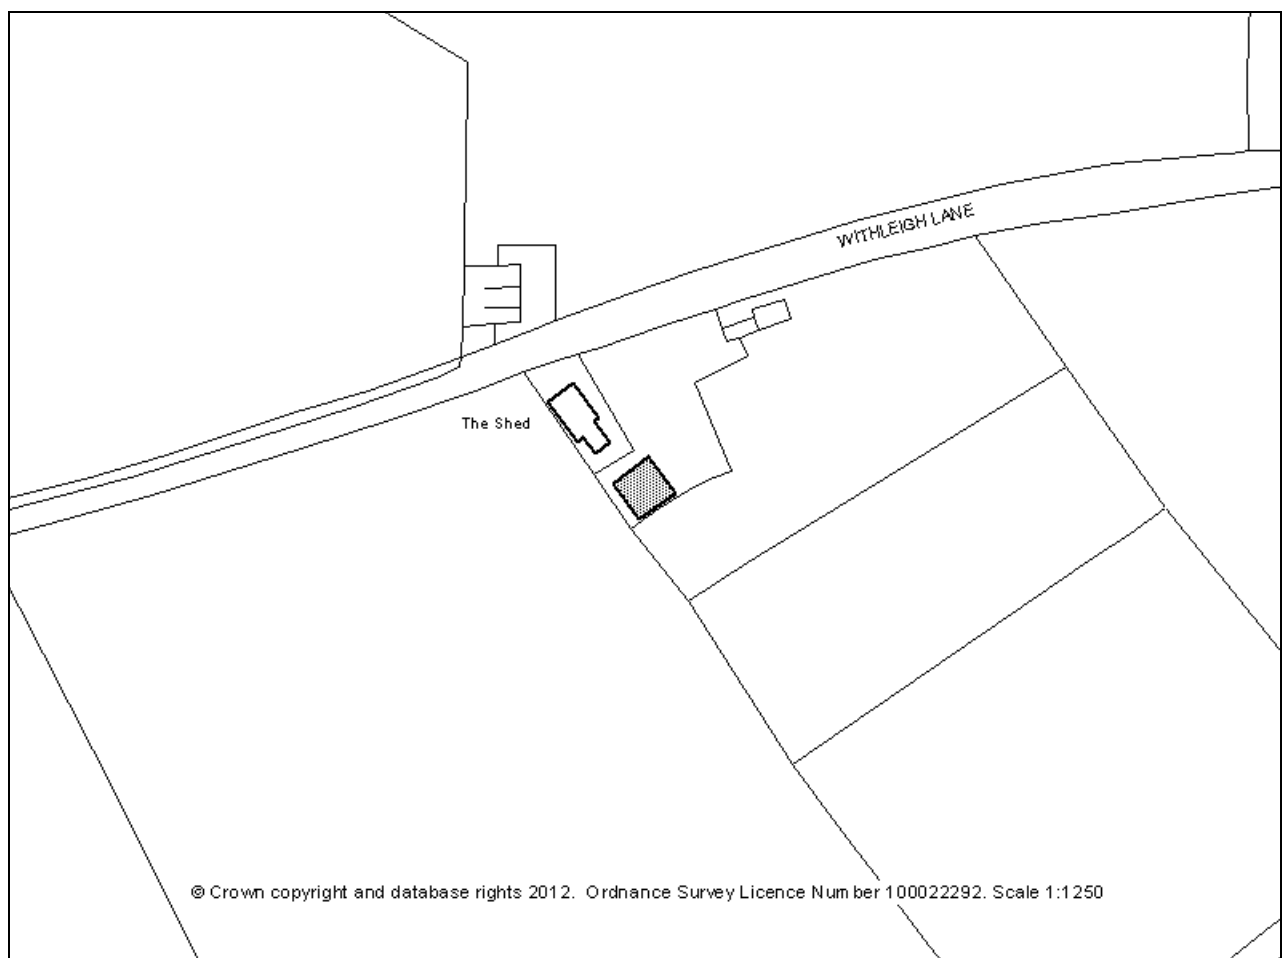 WITHLEIGH LANE
The Shed
© Crown copyright and database rights 2012. Ordnance Survey Licence Number 100022292. Scale 1:1250